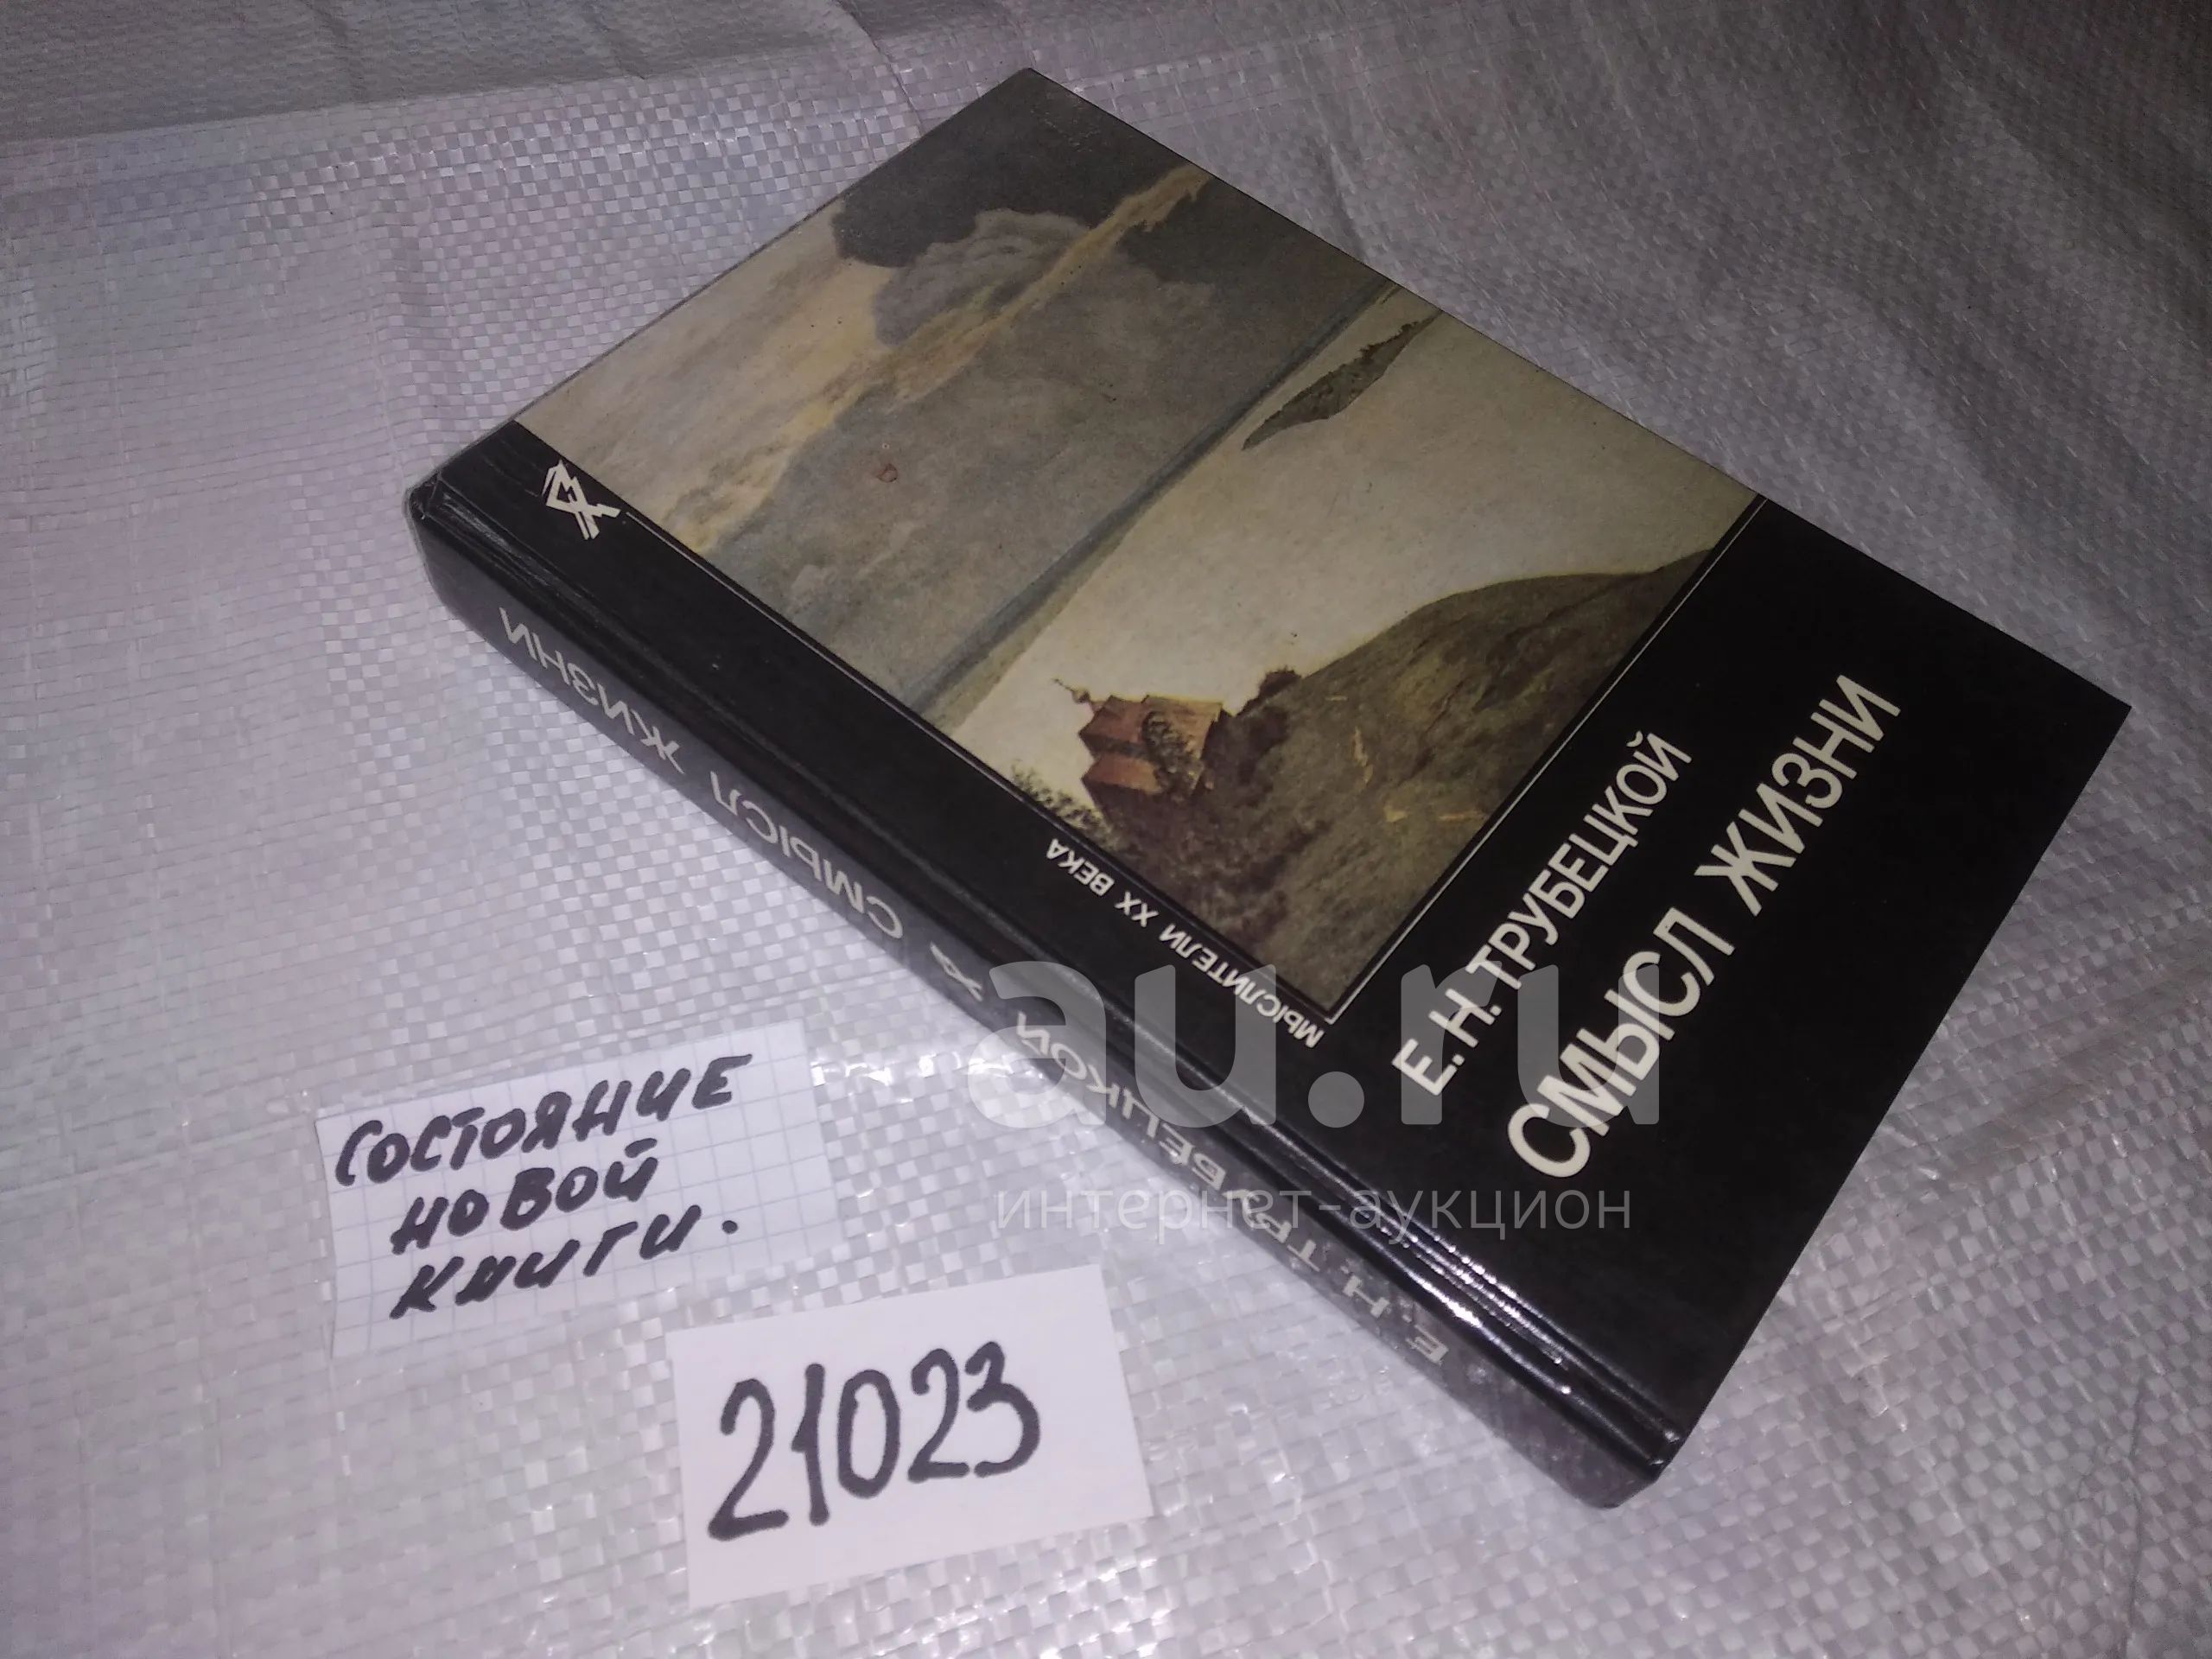 Е. Н. ТРУБЕЦКОЙ
СМЫСЛ ЖИЗНИ
МЫСЛИТЕЛИ XX ВЕКА
Е. Н. ТРУБЕЦКОЙ СМЫСЛ ЖИЗНИ
au.ru
интернет-аукцион
СОСТОЯНИЕ
НОВОЙ
КНИГИ.
21023